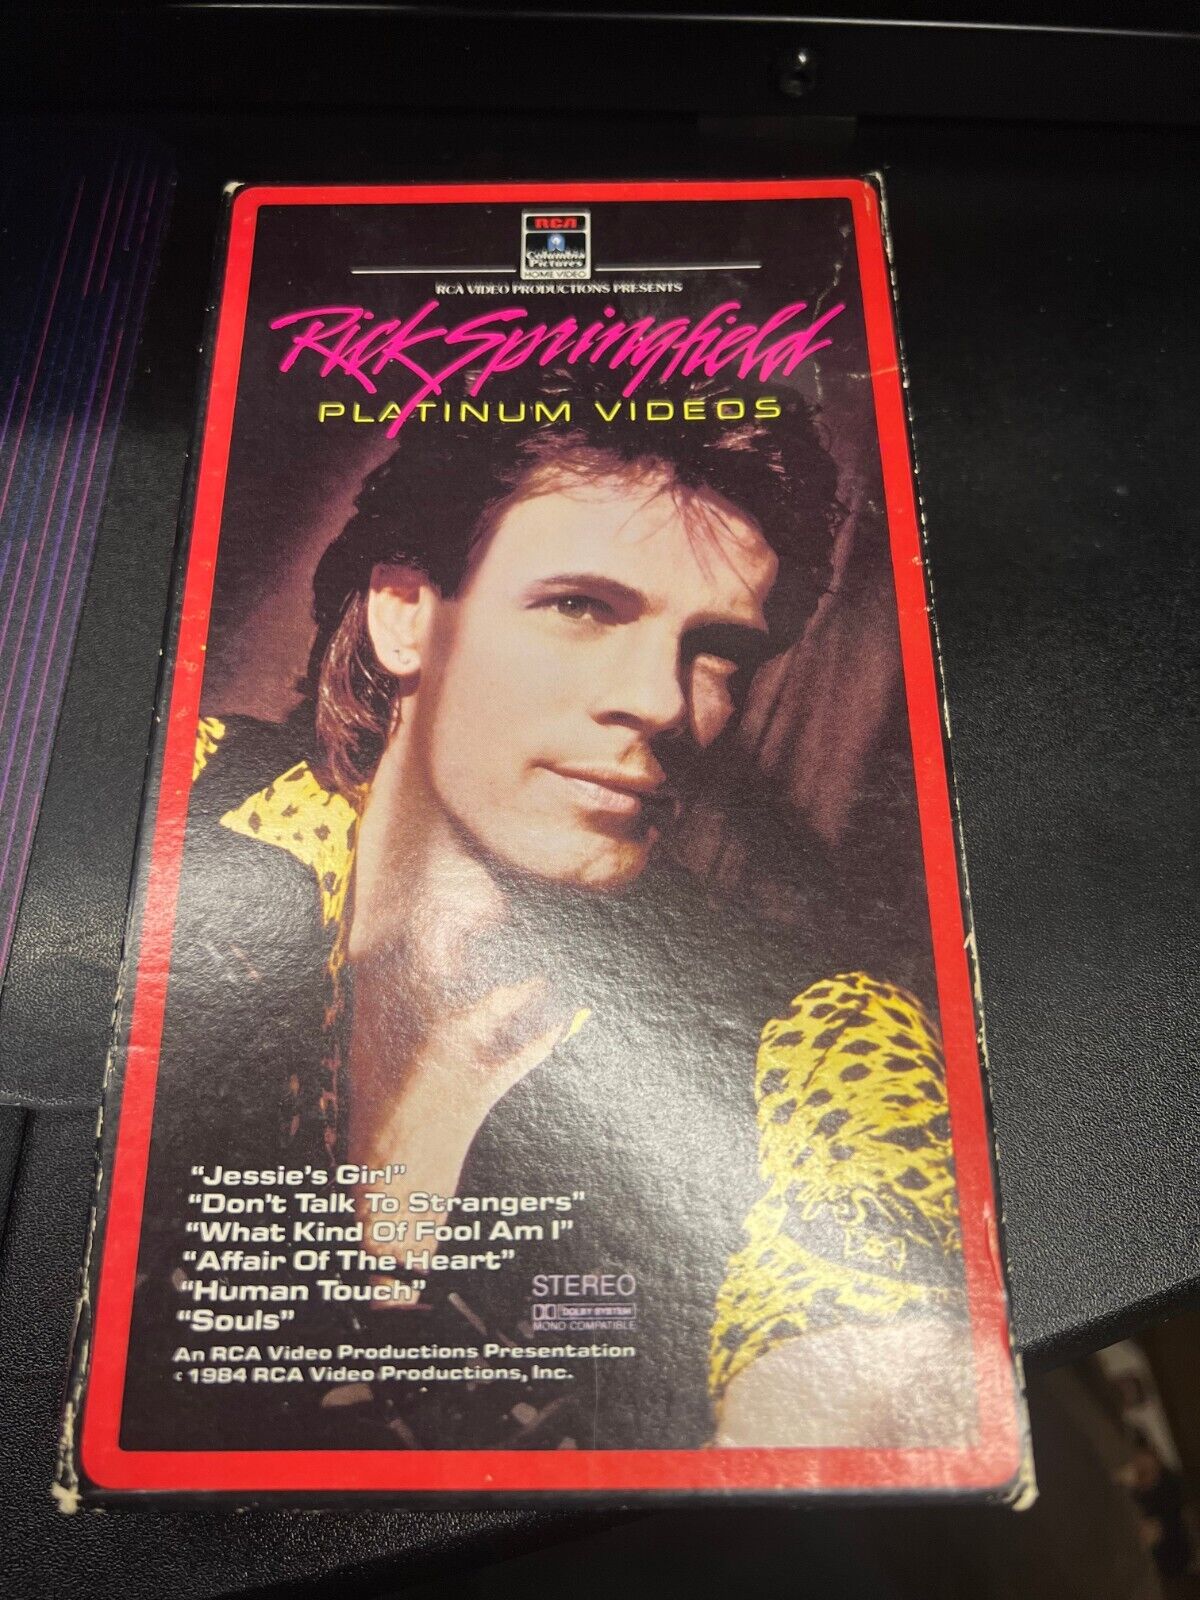 RCA
Columbia
Pictures
HOME VIDEO
RCA VIDEO PRODUCTIONS PRESENTS
Rick Springfield
PLATINUM VIDEOS
"Jessie's Girl"
"Don't Talk To Strangers"
"What Kind Of Fool Am I"
"Affair Of The Heart"
"Human Touch"
"Souls"
STEREO
DOLBY SYSTEM
MONO COMPATIBLE
An RCA Video Productions Presentation
©1984 RCA Video Productions, Inc.